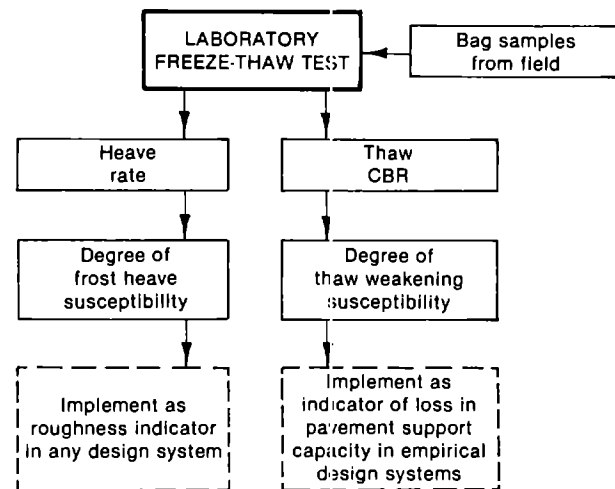 LABORATORY
FREEZE-THAW TEST
Bag samples
from field
Heave
rate
Thaw
CBR
Degree of
frost heave
susceptibility
Degree of
thaw weakening
susceptibility
Implement as
roughness indicator
in any design system
Implement as
indicator of loss in
pavement support
capacity in empirical
design systems